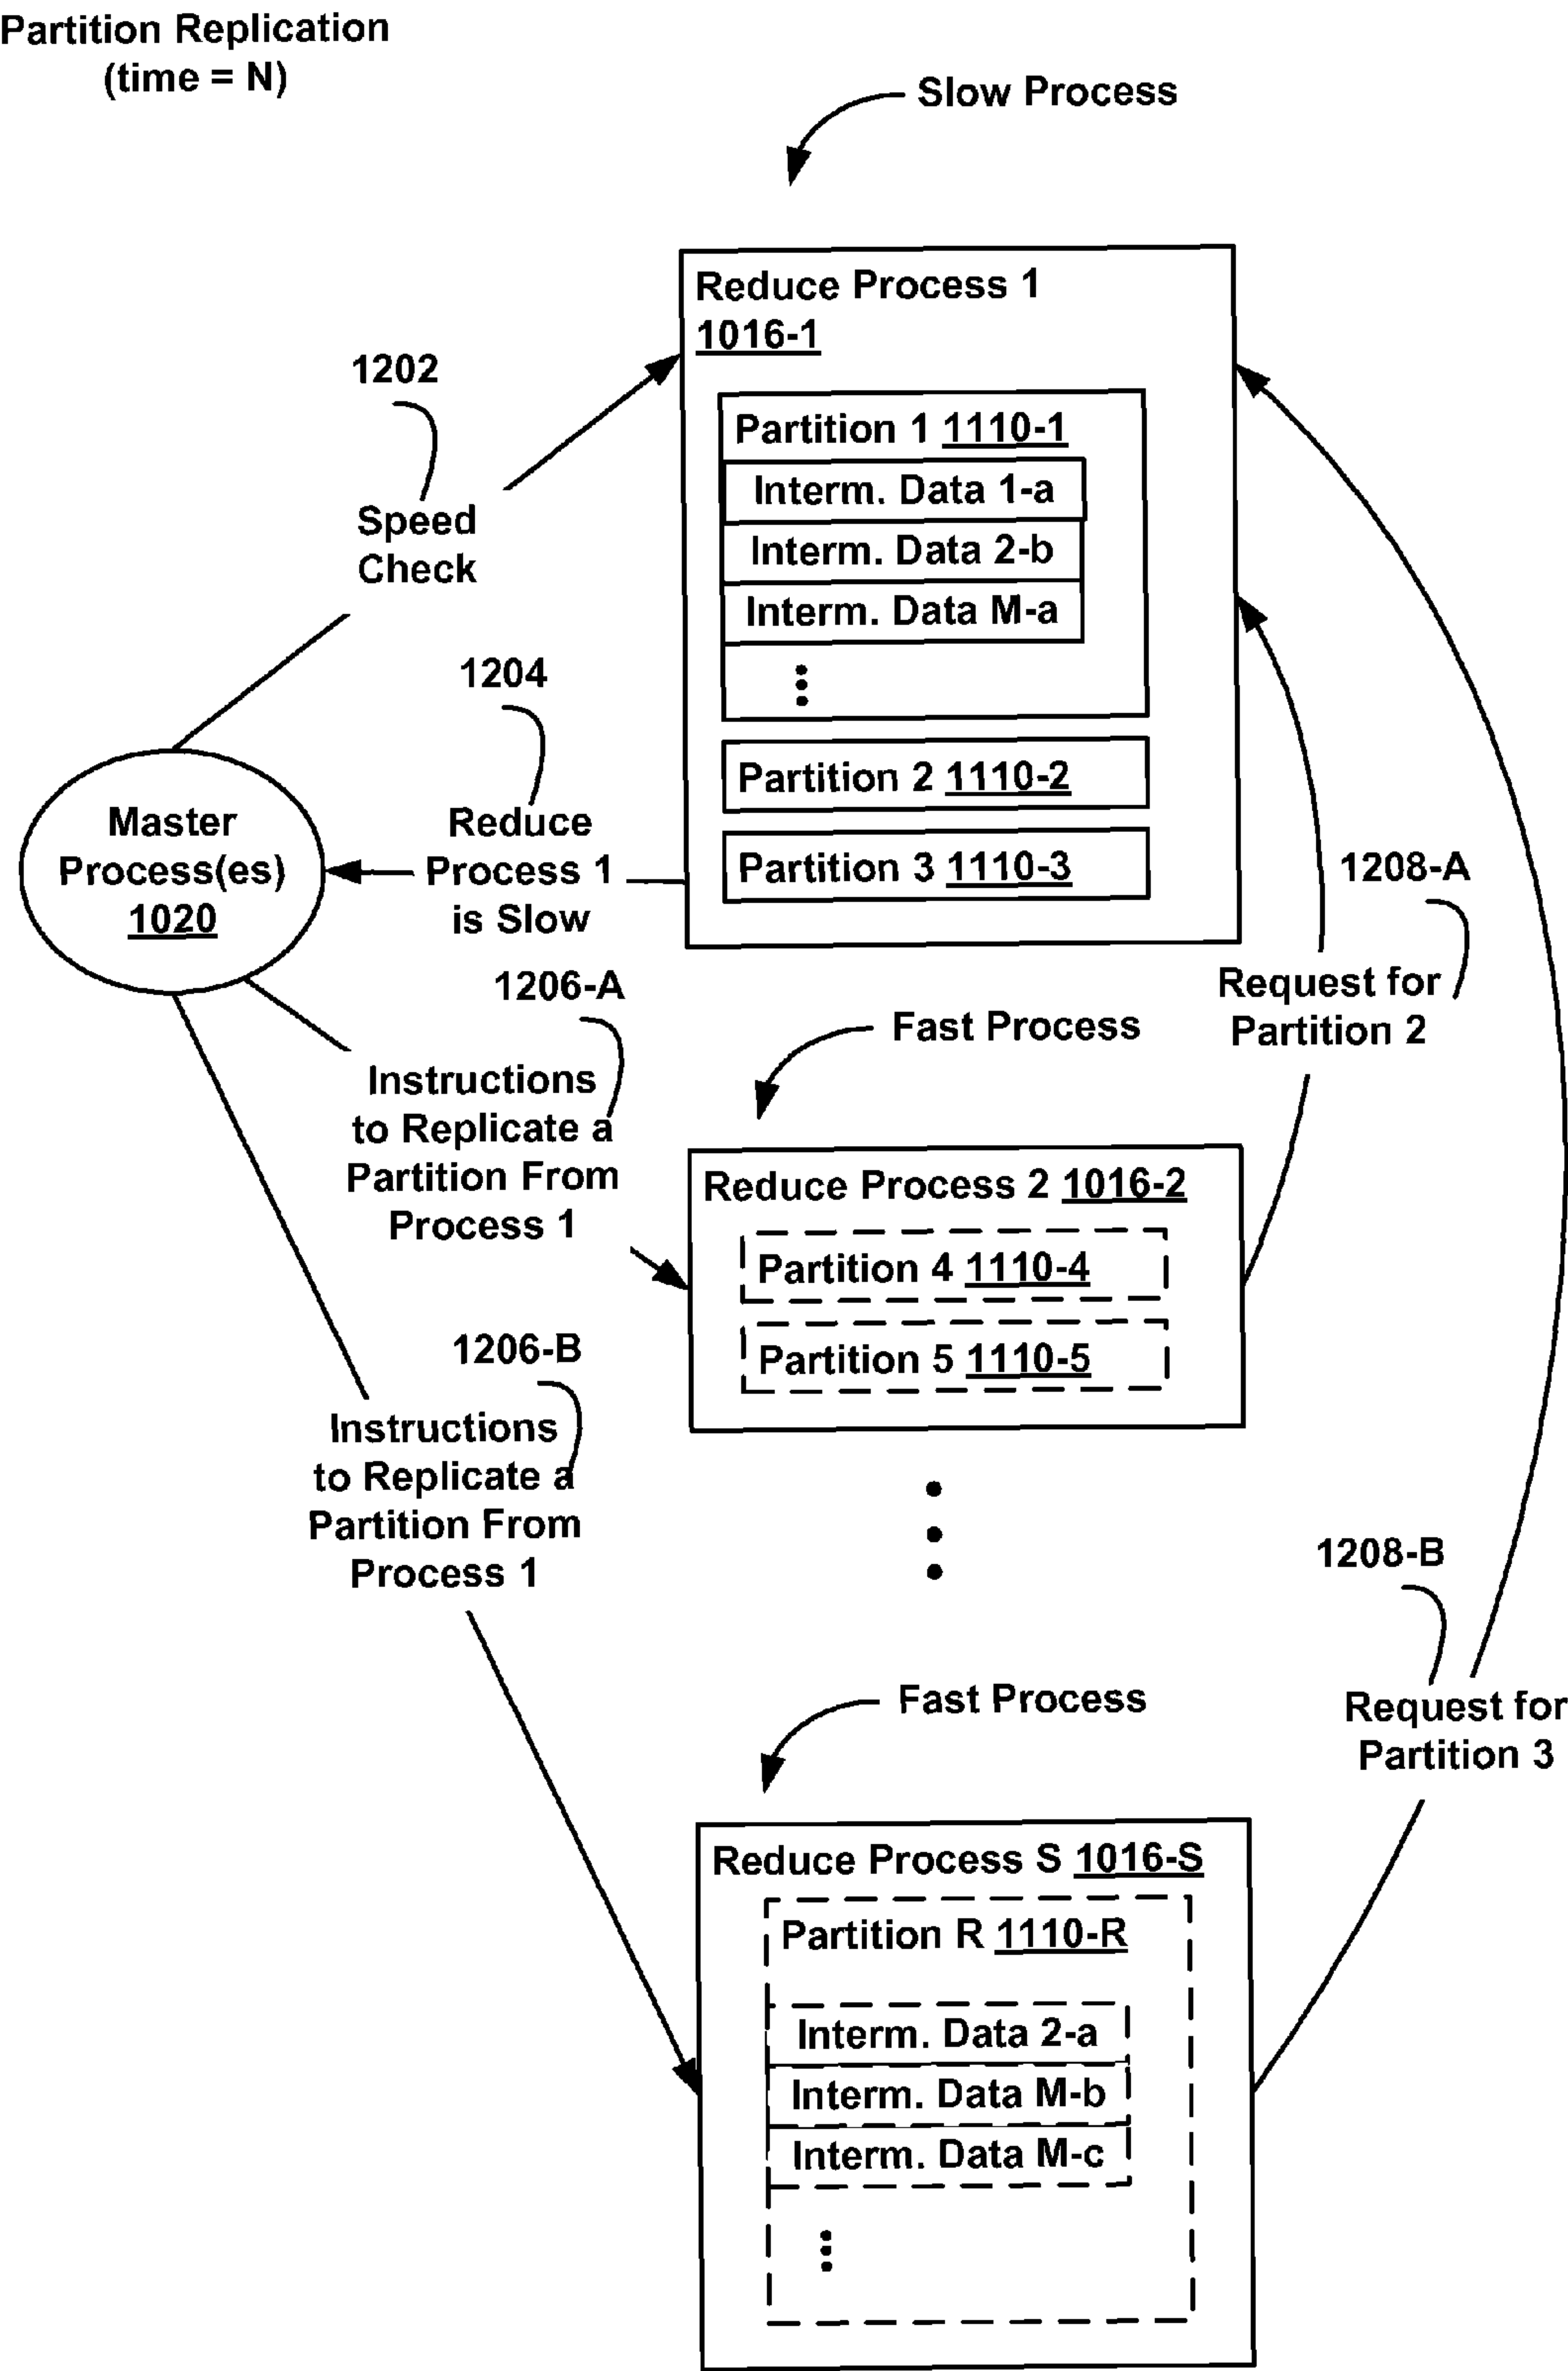 Partition Replication
(time = N)
Slow Process
Reduce Process 1
1016-1
1202
Partition 1 1110-1
Interm. Data 1-a
Interm. Data 2-b
Interm. Data M-a
Speed
Check
1204
Partition 2 1110-2
Partition 3 1110-3
Master
Process(es)
1020
Reduce
Process 1
is Slow
1208-A
Request for
Partition 2
1206-A
Instructions
to Replicate a
Partition From
Process 1
Fast Process
Reduce Process 2 1016-2
Partition 4 1110-4
Partition 5 1110-5
1206-B
Instructions
to Replicate a
Partition From
Process 1
1208-B
Request for
Partition 3
Fast Process
Reduce Process S 1016-S
Partition R 1110-R
Interm. Data 2-a
Interm. Data M-b
Interm. Data M-c